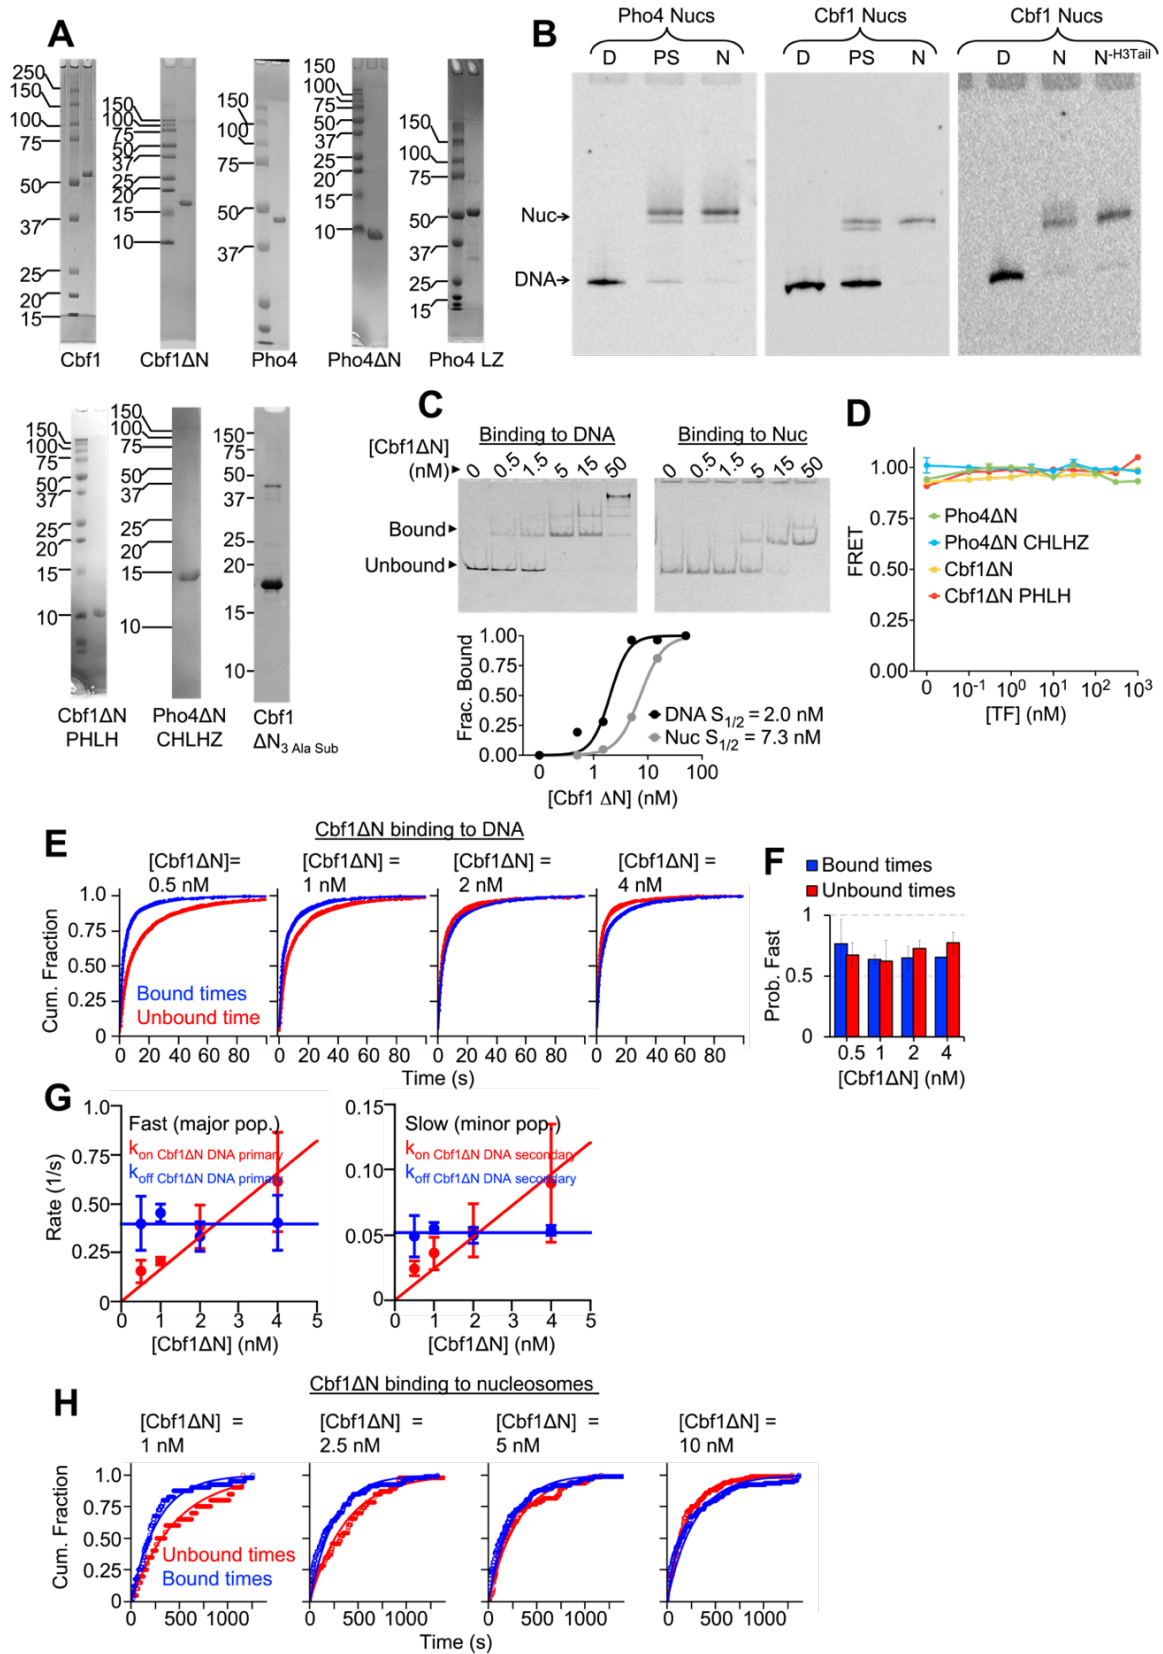 A
250
150
100
75
50
37
25
20
15
Cbf1
150
100
75
50
37
25
20
15
10
Cbf1ΔN
150
100
75
50
37
Pho4
150
100
75
50
37
25
20
15
10
Pho4ΔN
150
100
75
50
37
25
15
Pho4 LZ
150
100
75
50
37
25
20
15
10
Cbf1ΔN
PHLH
150
100
75
50
37
25
20
15
10
Pho4ΔN
CHLHZ
150
75
50
37
25
20
15
10
Cbf1
ΔN3 Ala Sub
B
Pho4 Nucs
D PS N
Cbf1 Nucs
D PS N
Cbf1 Nucs
D N N-H3Tail
Nuc
DNA
C
Binding to DNA
Binding to Nuc
[Cbf1ΔN]
(nM)
0 0.5 1.5 5 15 50
0 0.5 1.5 5 15 50
Bound
Unbound
Frac. Bound
1.00
0.75
0.50
0.25
0.00
DNA S1/2 = 2.0 nM
Nuc S1/2 = 7.3 nM
0 1 10 100
[Cbf1 ΔN] (nM)
D
FRET
1.00
0.75
0.50
0.25
0.00
Pho4ΔN
Pho4ΔN CHLHZ
Cbf1ΔN
Cbf1ΔN PHLH
0 10-1 100 101 102 103
[TF] (nM)
E
Cbf1ΔN binding to DNA
[Cbf1ΔN]=
0.5 nM
[Cbf1ΔN] =
1 nM
[Cbf1ΔN] =
2 nM
[Cbf1ΔN] =
4 nM
Cum. Fraction
1.0
0.75
0.50
0.25
0
Bound times
Unbound time
0 20 40 60 80
0 20 40 60 80
0 20 40 60 80
0 20 40 60 80
Time (s)
F
Bound times
Unbound times
Prob. Fast
1
0.5
0
0.5 1 2 4
[Cbf1ΔN] (nM)
G
Rate (1/s)
1.0
0.75
0.50
0.25
0
Fast (major pop.)
kon Cbf1ΔN DNA primary
koff Cbf1ΔN DNA primary
0 1 2 3 4 5
[Cbf1ΔN] (nM)
0.15
0.10
0.05
0
Slow (minor pop.)
kon Cbf1ΔN DNA secondary
koff Cbf1ΔN DNA secondary
0 1 2 3 4 5
[Cbf1ΔN] (nM)
H
Cbf1ΔN binding to nucleosomes
[Cbf1ΔN] =
1 nM
[Cbf1ΔN] =
2.5 nM
[Cbf1ΔN] =
5 nM
[Cbf1ΔN] =
10 nM
Cum. Fraction
1.0
0.75
0.50
0.25
0
Unbound times
Bound times
0 500 1000
0 500 1000
0 500 1000
0 500 1000
Time (s)